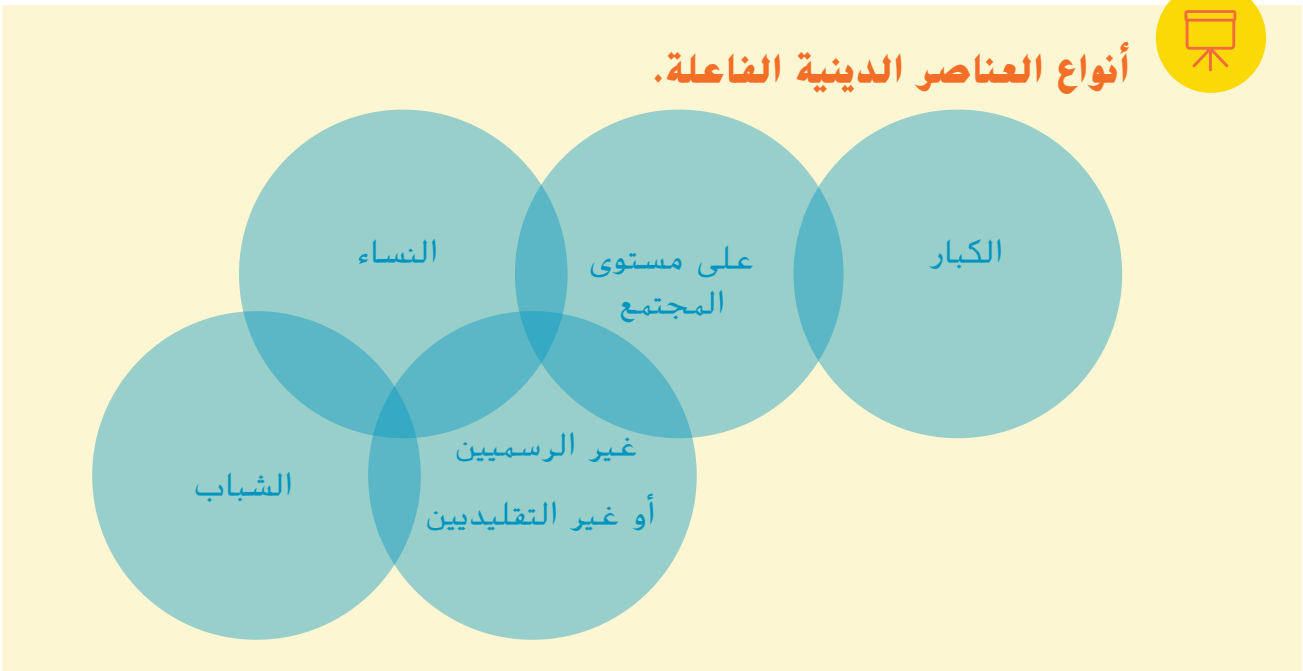 أنواع العناصر الدينية الفاعلة.
الكبار
على مستوى
المجتمع
النساء
غير الرسميين
أو غير التقليديين
الشباب